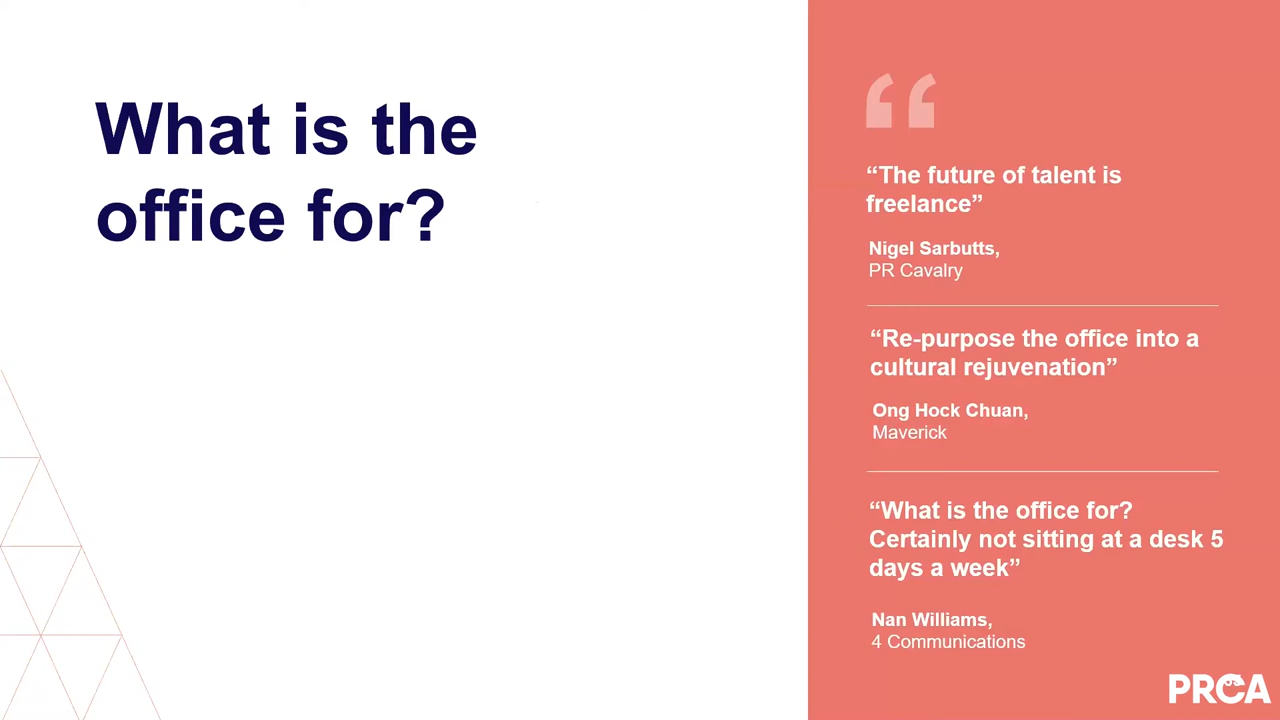 What is the
office for?
“The future of talent is
freelance”
Nigel Sarbutts,
PR Cavalry
“Re-purpose the office into a
cultural rejuvenation”
Ong Hock Chuan,
Maverick
“What is the office for?
Certainly not sitting at a desk 5
days a week”
Nan Williams,
4 Communications
PRCA